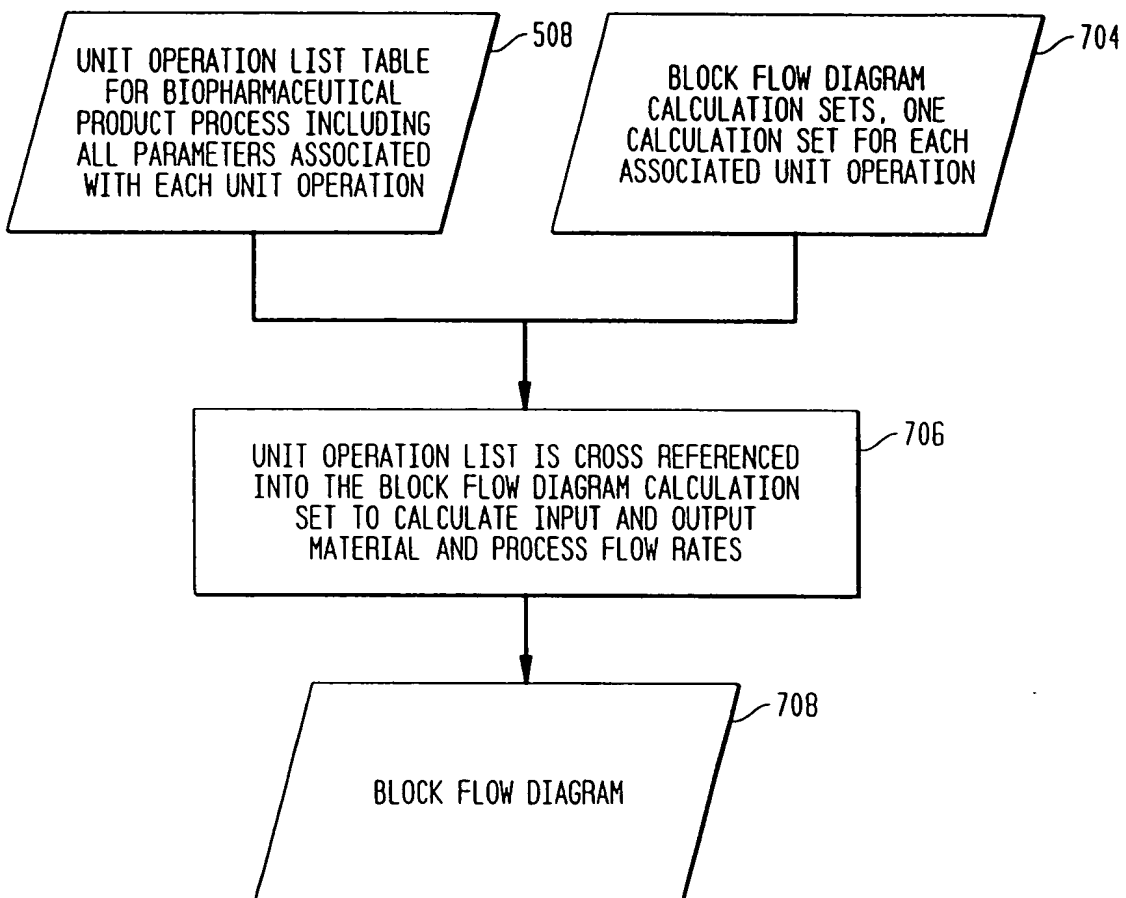 UNIT OPERATION LIST TABLE
FOR BIOPHARMACEUTICAL
PRODUCT PROCESS INCLUDING
ALL PARAMETERS ASSOCIATED
WITH EACH UNIT OPERATION
508
BLOCK FLOW DIAGRAM
CALCULATION SETS, ONE
CALCULATION SET FOR EACH
ASSOCIATED UNIT OPERATION
704
UNIT OPERATION LIST IS CROSS REFERENCED
INTO THE BLOCK FLOW DIAGRAM CALCULATION
SET TO CALCULATE INPUT AND OUTPUT
MATERIAL AND PROCESS FLOW RATES
706
BLOCK FLOW DIAGRAM
708